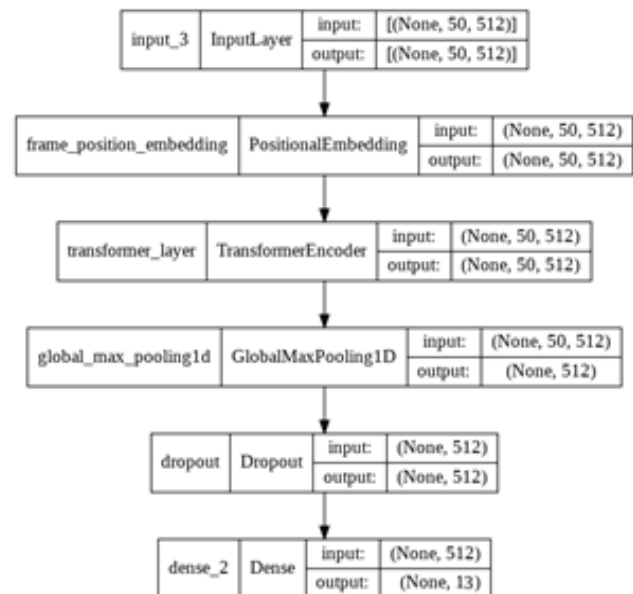 input_3 InputLayer input: [(None, 50, 512)]
output: [(None, 50, 512)]
frame_position_embedding PositionalEmbedding input: (None, 50, 512)
output: (None, 50, 512)
transformer_layer TransformerEncoder input: (None, 50, 512)
output: (None, 50, 512)
global_max_pooling1d GlobalMaxPooling1D input: (None, 50, 512)
output: (None, 512)
dropout Dropout input: (None, 512)
output: (None, 512)
dense_2 Dense input: (None, 512)
output: (None, 13)